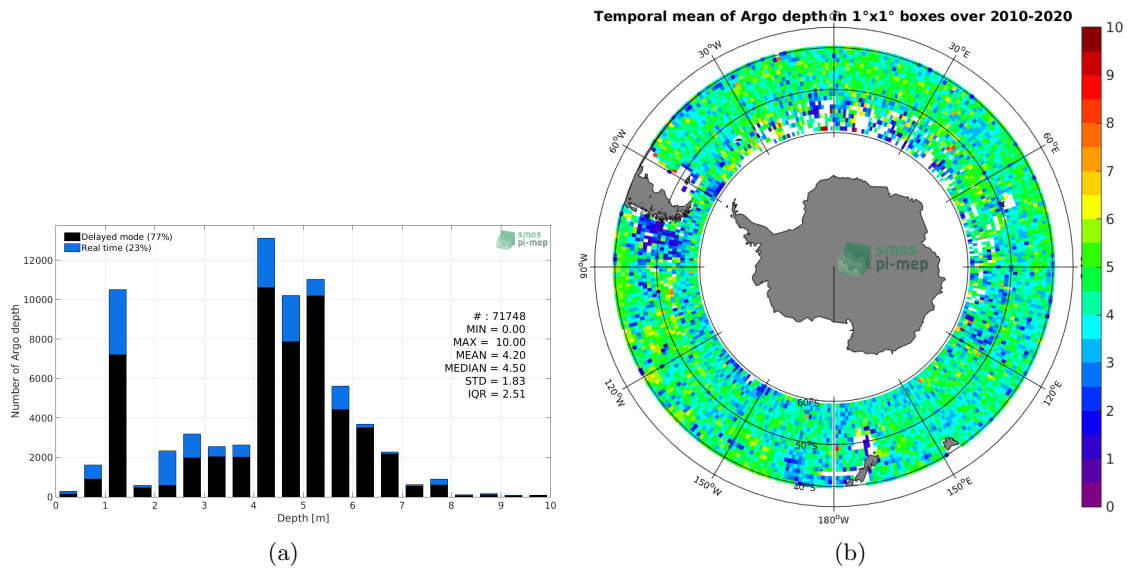 Temporal mean of Argo depth in 1°x1° boxes over 2010-2020
Delayed mode (77%)
Real time (23%)
smos
pi-mep
# : 71748
MIN = 0.00
MAX = 10.00
MEAN = 4.20
MEDIAN = 4.50
STD = 1.83
IQR = 2.51
Number of Argo depth
12000
10000
8000
6000
4000
2000
0
0 1 2 3 4 5 6 7 8 9 10
Depth [m]
(a)
30°W
30°E
60°W
60°E
90°W
120°W
120°E
150°W
150°E
180°W
60°S
50°S
40°S
smos
pi-mep
10
9
8
7
6
5
4
3
2
1
0
(b)